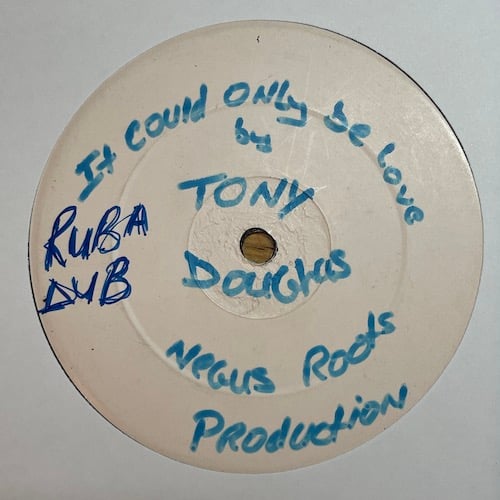 It COULD ONLY be Love
by
TONY
DOUGLAS
RUBA
DUB
Negus Roots
PRODUCTION